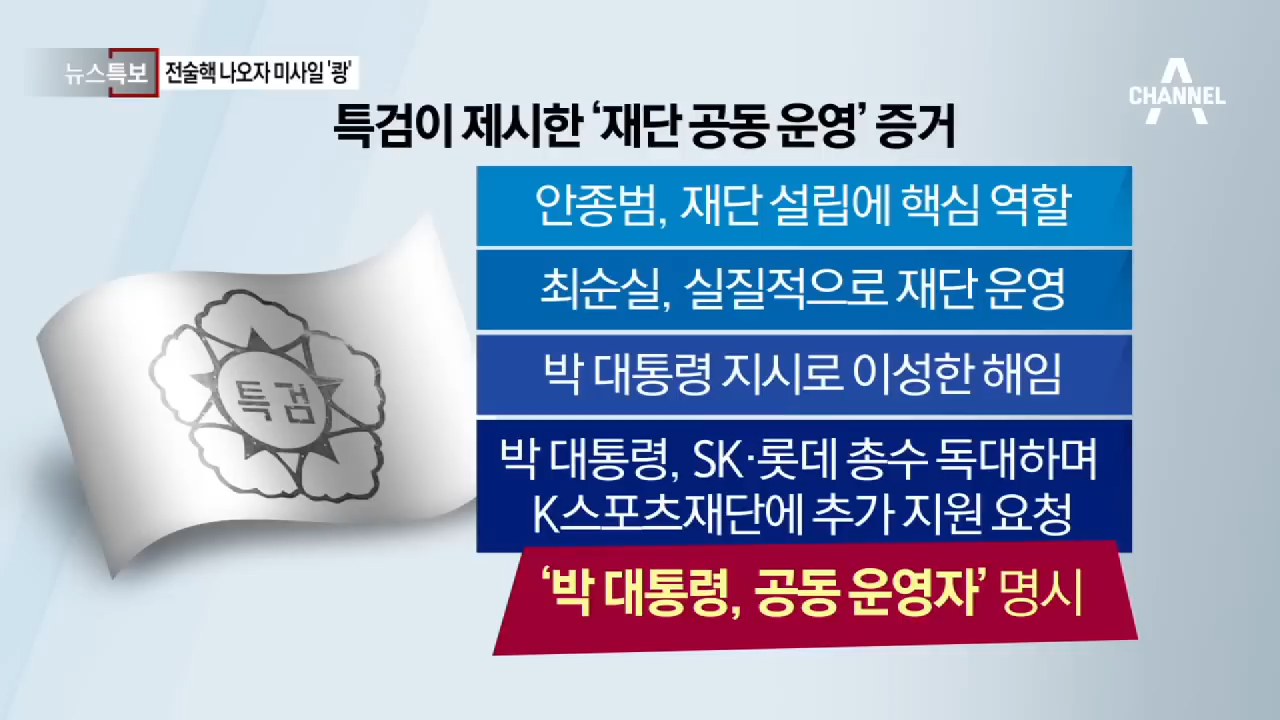 뉴스특보 전술핵 나오자 미사일 '쾅'
CHANNEL A
특검이 제시한 ‘재단 공동 운영’ 증거
안종범, 재단 설립에 핵심 역할
최순실, 실질적으로 재단 운영
박 대통령 지시로 이성한 해임
박 대통령, SK·롯데 총수 독대하며
K스포츠재단에 추가 지원 요청
특검
‘박 대통령, 공동 운영자’ 명시